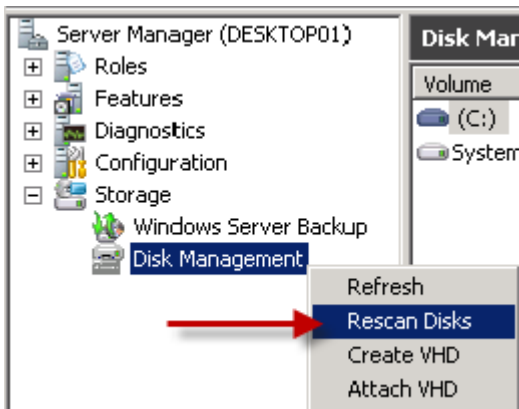 Server Manager (DESKTOP01)
Roles
Features
Diagnostics
Configuration
Storage
Windows Server Backup
Disk Management
Disk Mar
Volume
(C:)
System
Refresh
Rescan Disks
Create VHD
Attach VHD